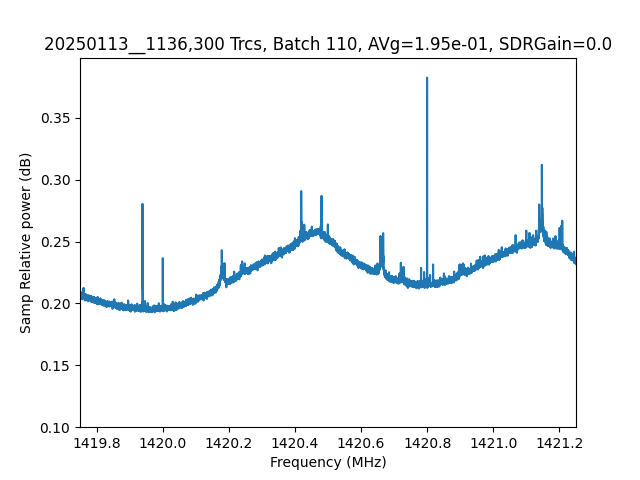 20250113__1136,300 Trcs, Batch 110, AVg=1.95e-01, SDRGain=0.0
Samp Relative power (dB)
0.35
0.30
0.25
0.20
0.15
0.10
1419.8 1420.0 1420.2 1420.4 1420.6 1420.8 1421.0 1421.2
Frequency (MHz)